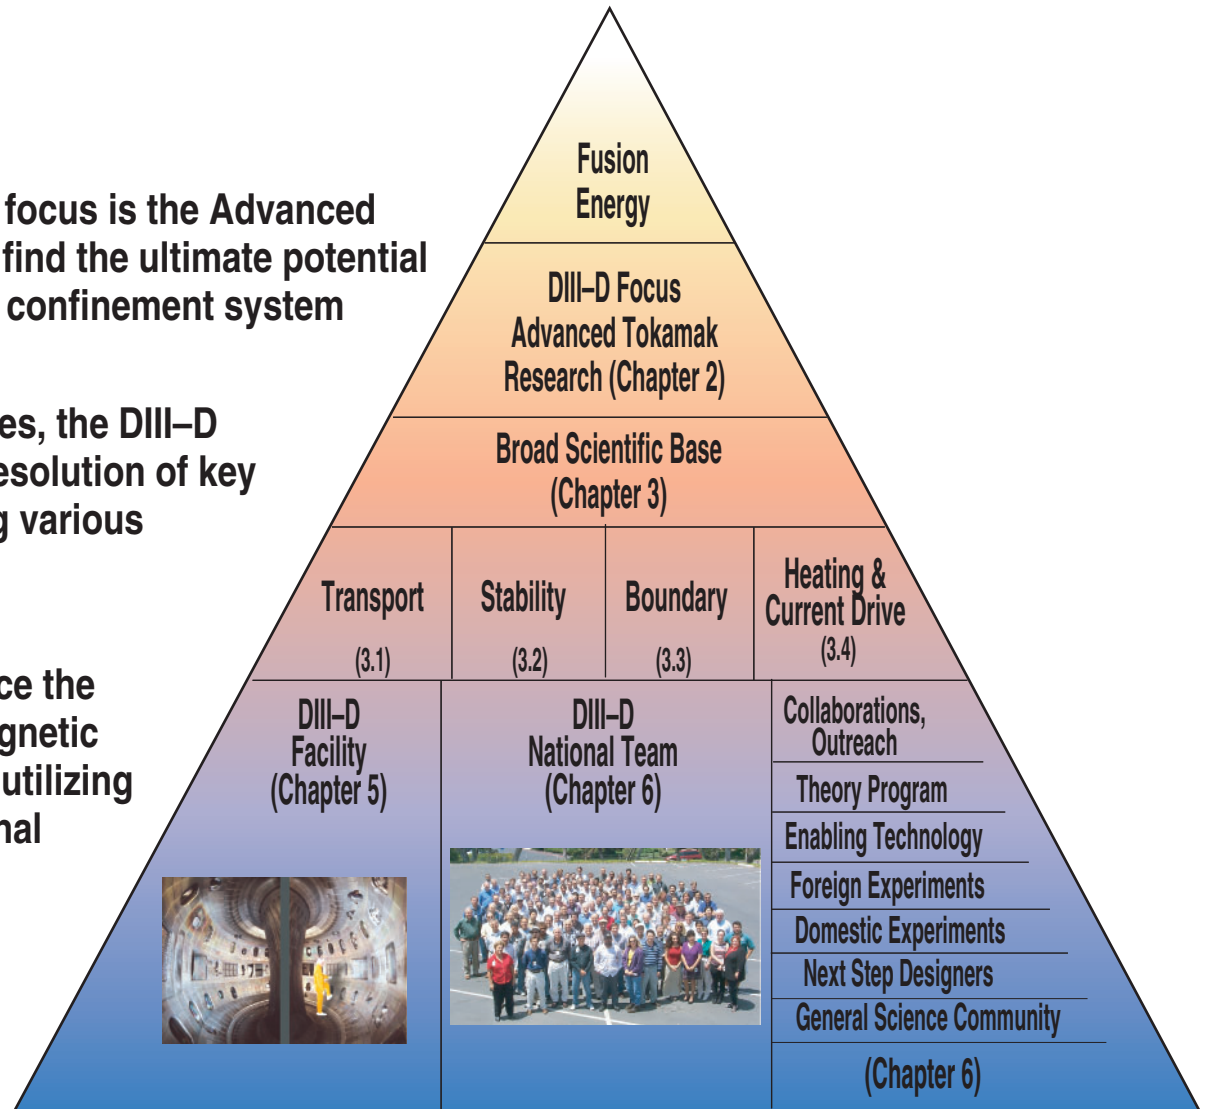 Fusion
Energy
focus is the Advanced
find the ultimate potential
confinement system
DIII–D Focus
Advanced Tokamak
Research (Chapter 2)
es, the DIII–D
esolution of key
g various
Broad Scientific Base
(Chapter 3)
Transport
(3.1)
Stability
(3.2)
Boundary
(3.3)
Heating &
Current Drive
(3.4)
ce the
gnetic
utilizing
nal
DIII–D
Facility
(Chapter 5)
DIII–D
National Team
(Chapter 6)
Collaborations,
Outreach
Theory Program
Enabling Technology
Foreign Experiments
Domestic Experiments
Next Step Designers
General Science Community
(Chapter 6)